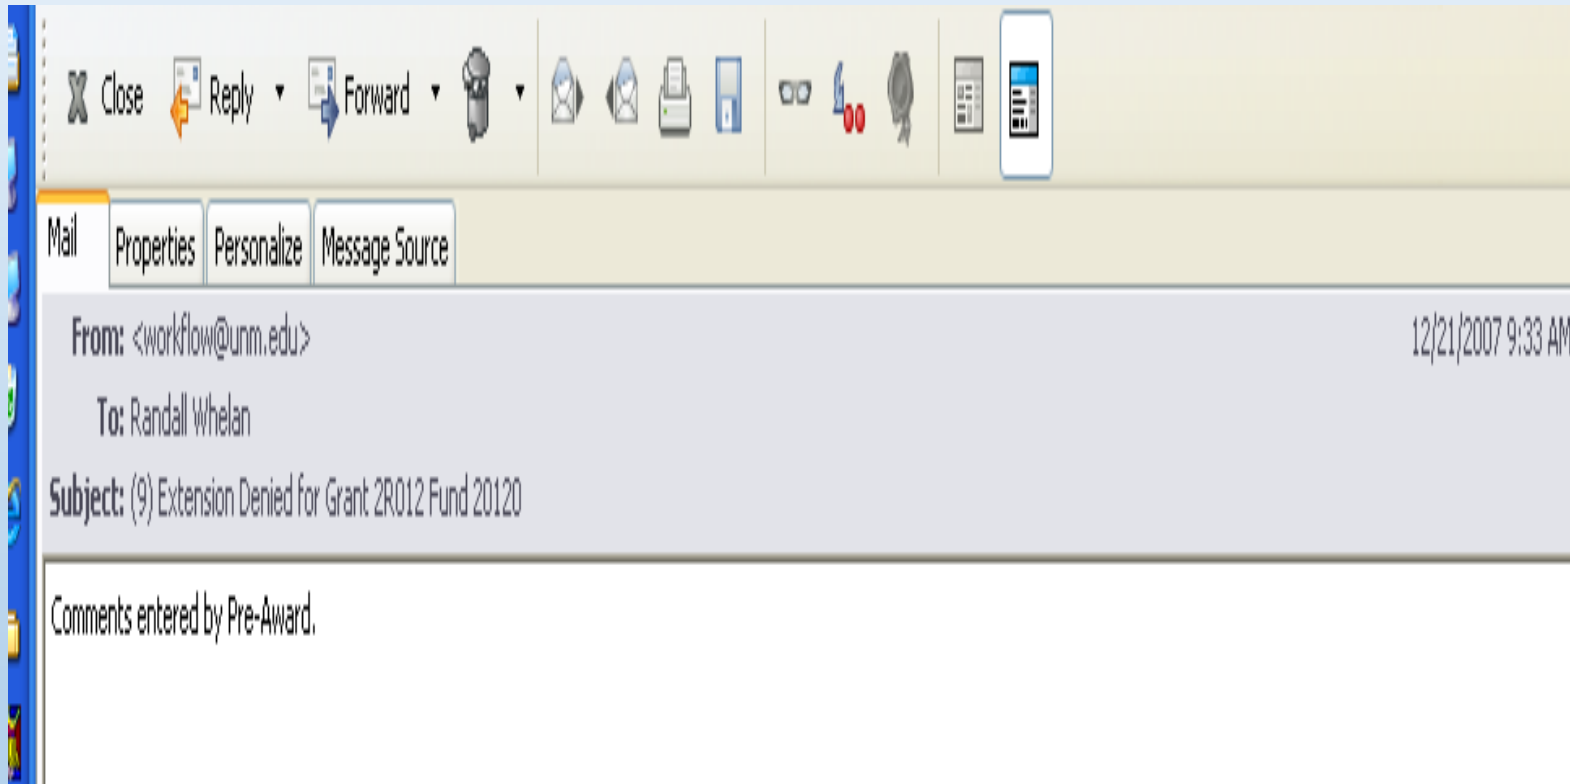 Close Reply Forward
Mail Properties Personalize Message Source
From: <workflow@unm.edu> 12/21/2007 9:33 AM
To: Randall Whelan
Subject: (9) Extension Denied for Grant 2R012 Fund 20120
Comments entered by Pre-Award.